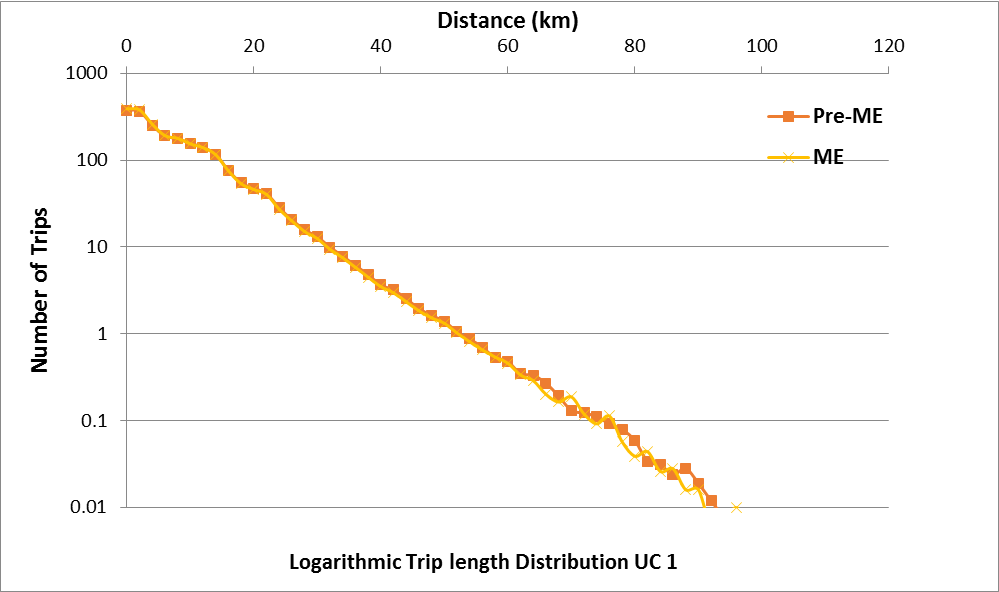 Distance (km)
0 20 40 60 80 100 120
1000
100
10
1
0.1
0.01
Number of Trips
Pre-ME
ME
Logarithmic Trip length Distribution UC 1